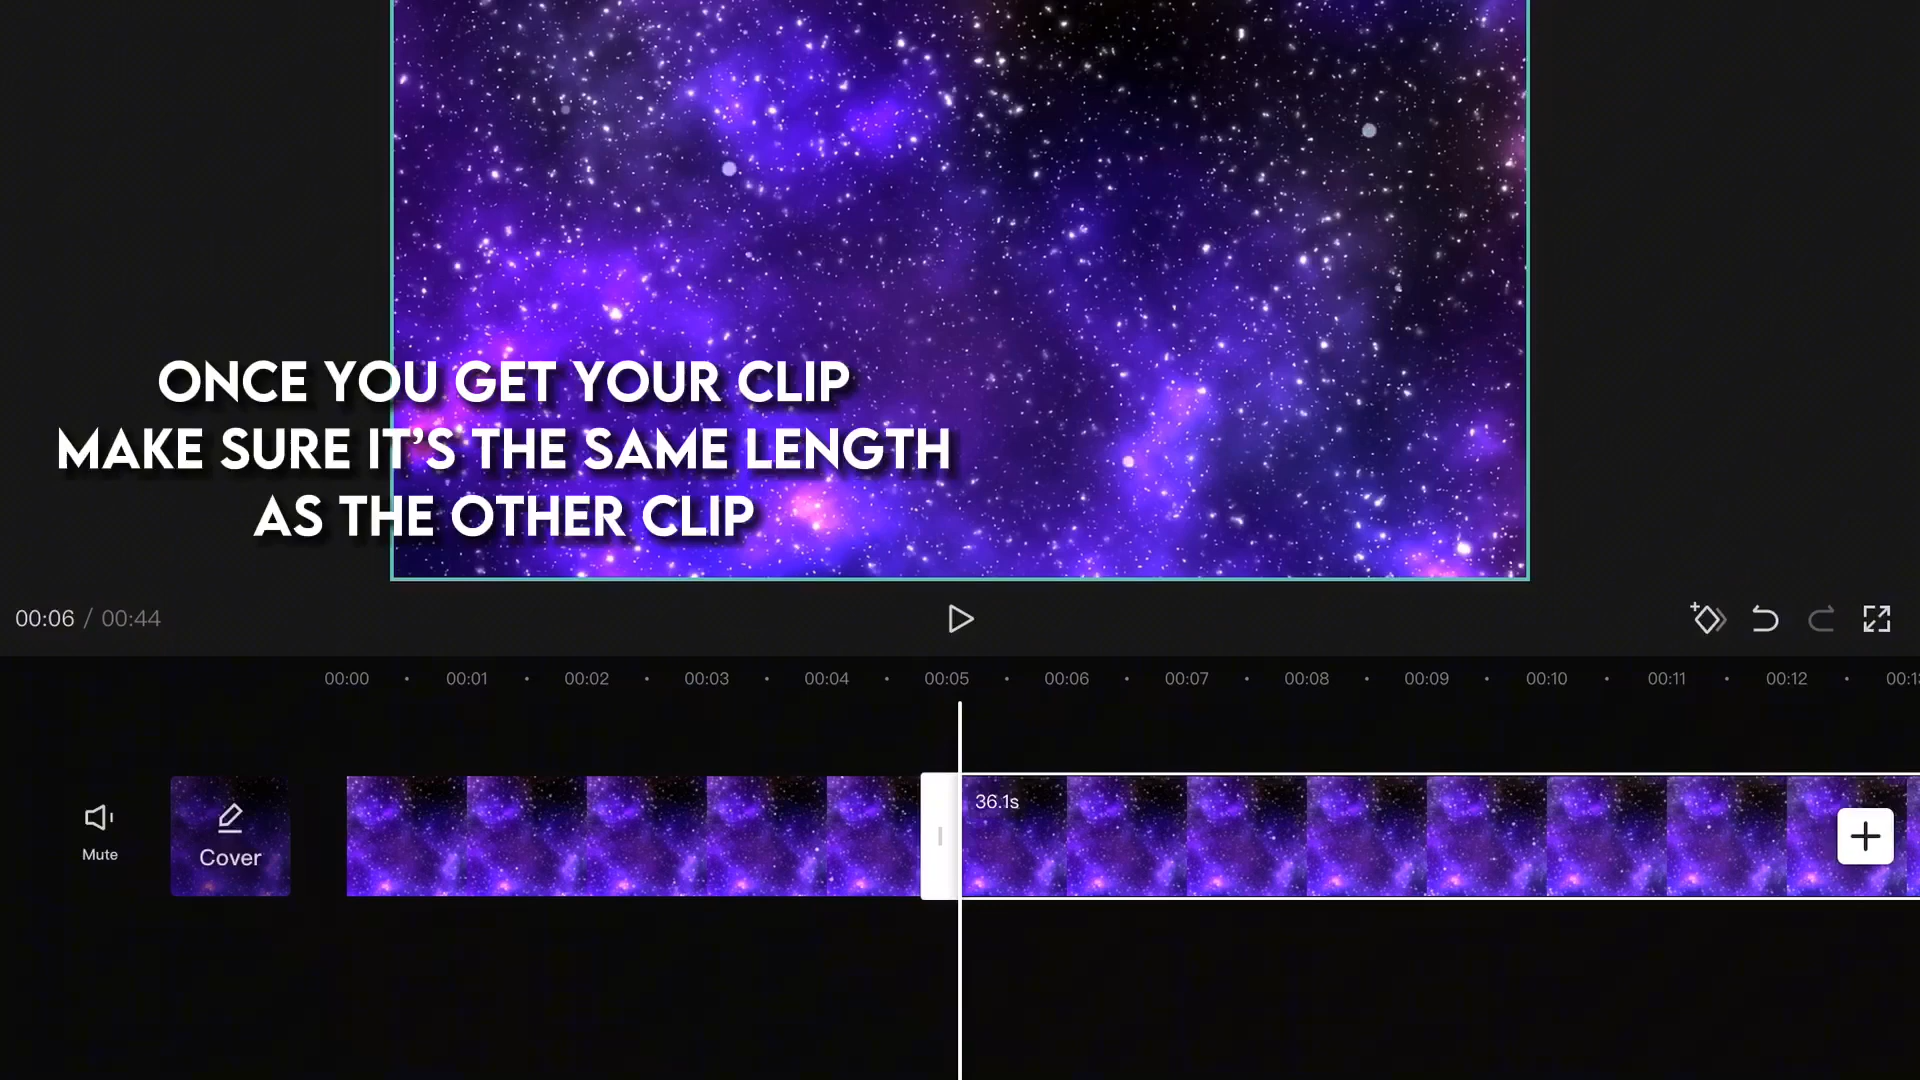 ONCE YOU GET YOUR CLIP
MAKE SURE IT’S THE SAME LENGTH
AS THE OTHER CLIP
00:06 / 00:44
00:00 00:01 00:02 00:03 00:04 00:05 00:06 00:07 00:08 00:09 00:10 00:11 00:12
36.1s
Mute
Cover